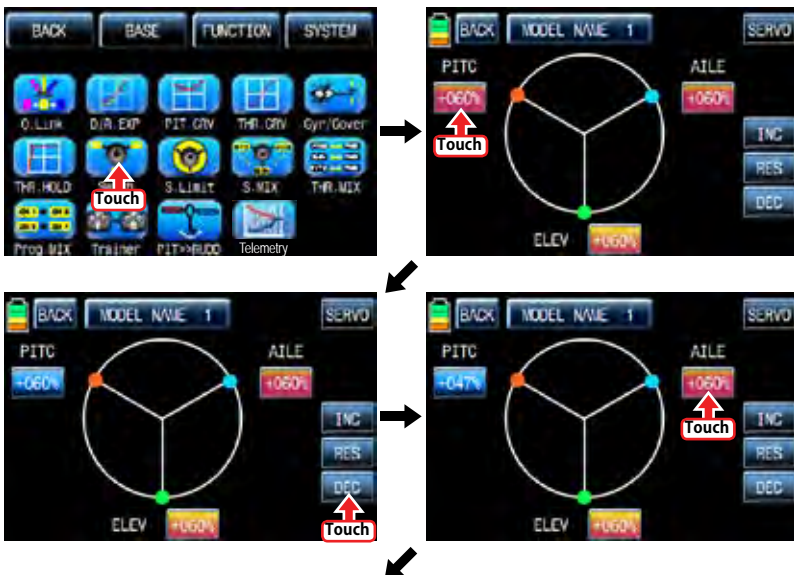 BACK BASE FUNCTION SYSTEM
Q.Link D/R.EXP PIT.CRV THR.CRV Gyr/Gover
THR.HOLD S.Limit S.MIX THR.MIX
Touch
Prog.MIX Trainer PIT>>RUDD Telemetry
BACK MODEL NAME 1 SERVO
PITC AILE
+060% +060%
Touch
INC
RES
DEC
ELEV +060%
BACK MODEL NAME 1 SERVO
PITC AILE
+060% +060%
INC
RES
DEC
ELEV +060%
Touch
BACK MODEL NAME 1 SERVO
PITC AILE
+047% +060%
Touch
INC
RES
DEC
ELEV +060%